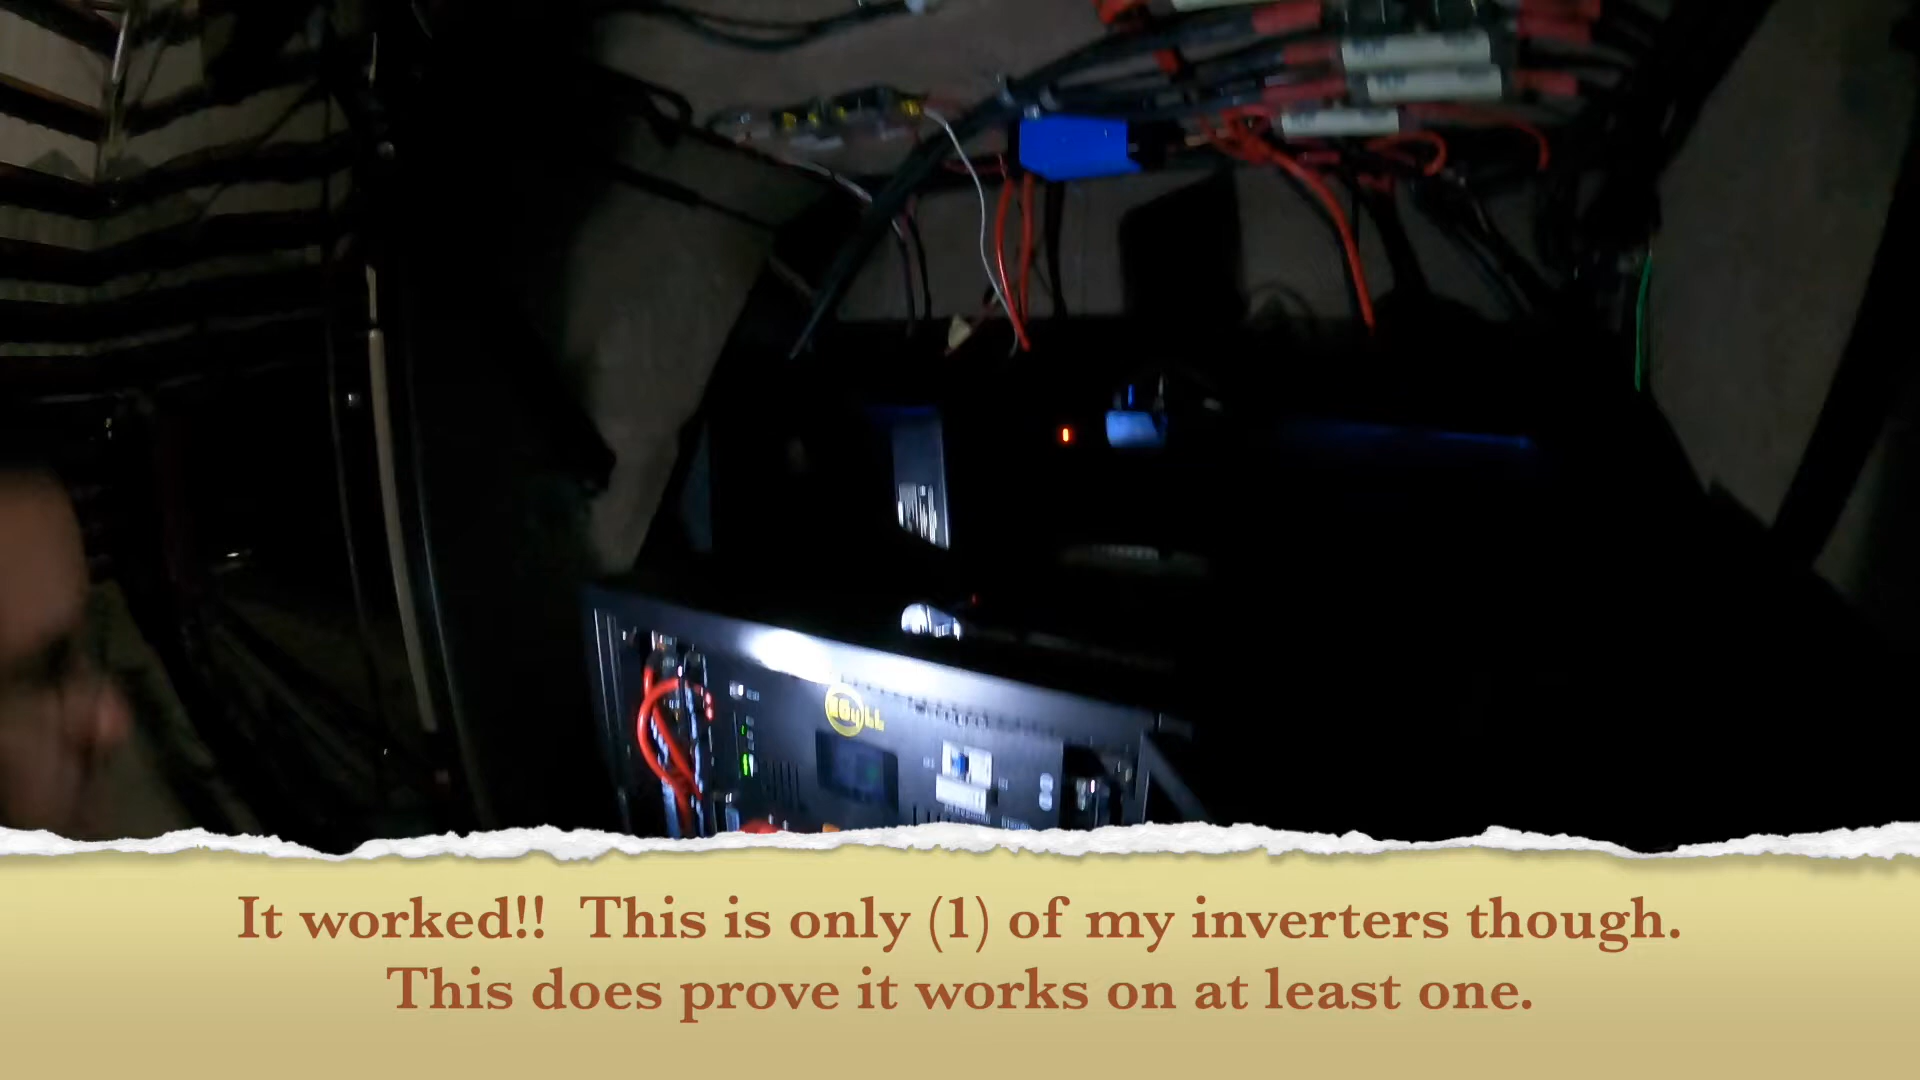 It worked!! This is only (1) of my inverters though.
This does prove it works on at least one.